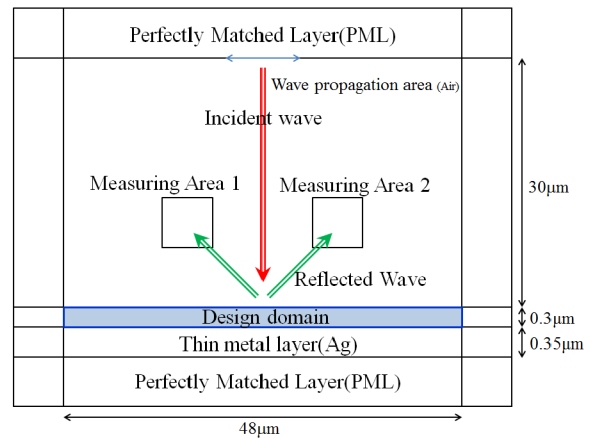 Perfectly Matched Layer(PML)
Wave propagation area (Air)
Incident wave
Measuring Area 1
Measuring Area 2
30μm
Reflected Wave
Design domain
0.3μm
Thin metal layer(Ag)
0.35μm
Perfectly Matched Layer(PML)
48μm